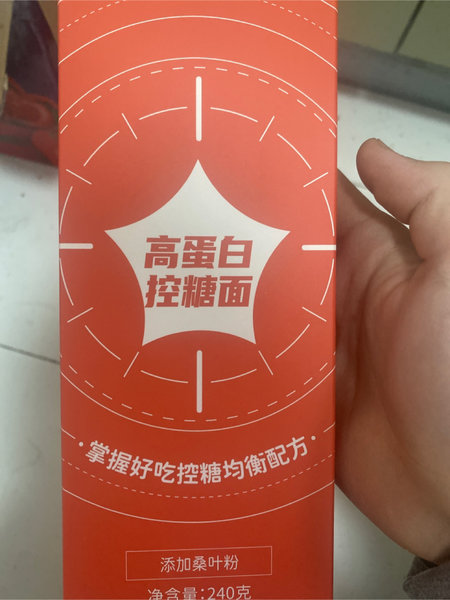 高蛋白
控糖面
·掌握好吃控糖均衡配方·
添加桑叶粉
净含量:240克